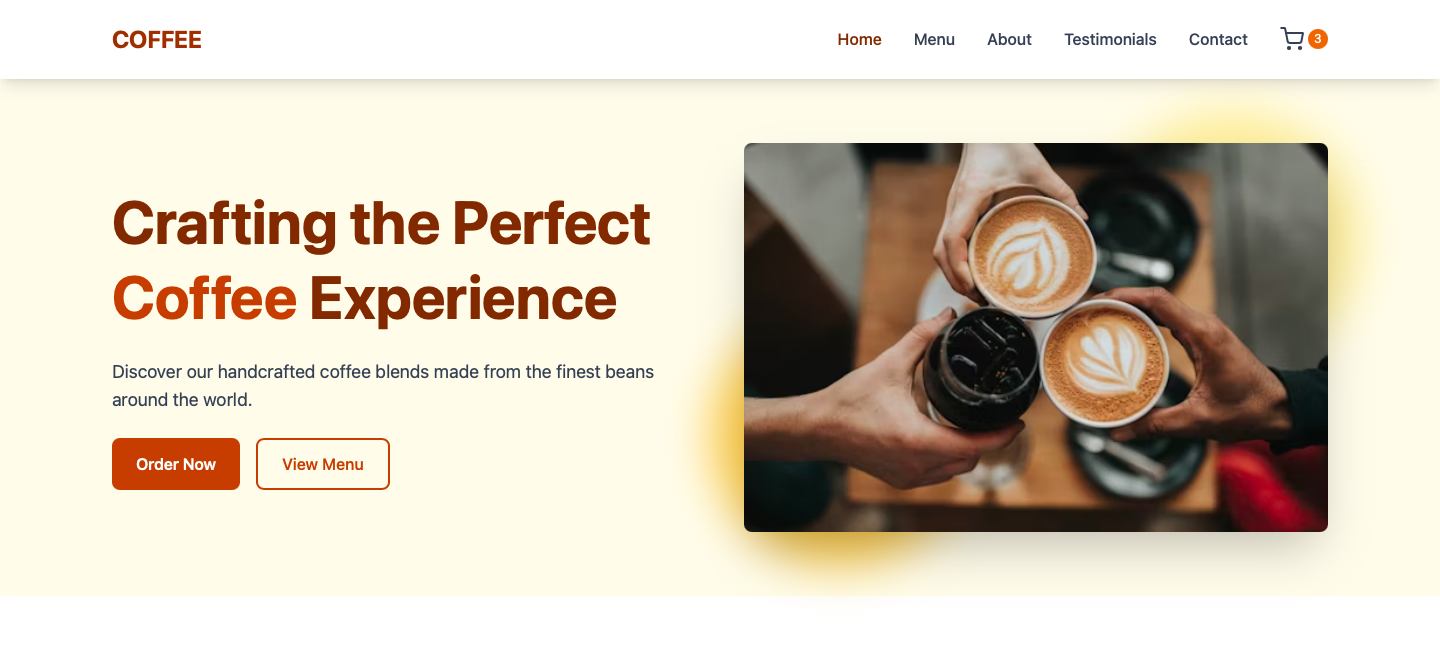 COFFEE
Home Menu About Testimonials Contact 3
Crafting the Perfect
Coffee Experience
Discover our handcrafted coffee blends made from the finest beans
around the world.
Order Now View Menu